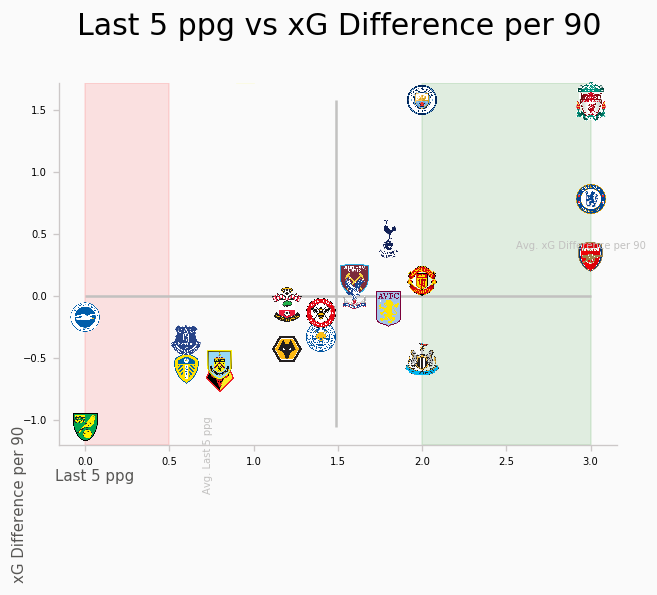 Last 5 ppg vs xG Difference per 90
1.5
1.0
0.5
0.0
−0.5
−1.0
Avg. xG Difference per 90
AVFC
0.0
0.5
1.0
1.5
2.0
2.5
3.0
Avg. Last 5 ppg
Last 5 ppg
xG Difference per 90